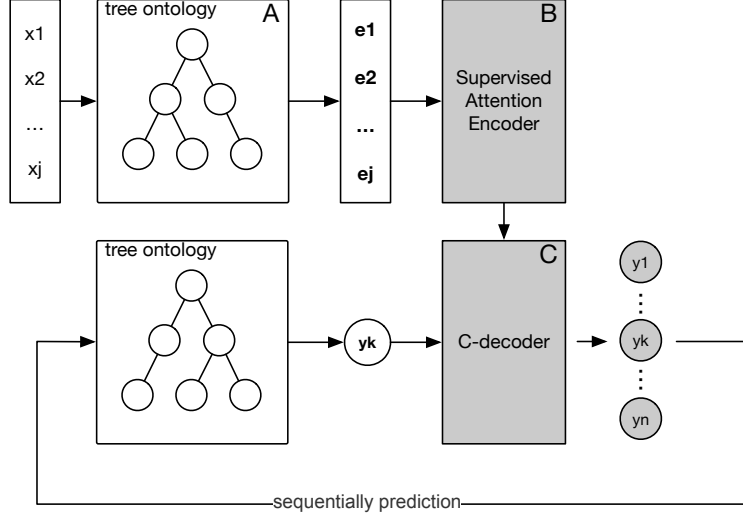 x1
x2
...
xj
tree ontology
A
e1
e2
...
ej
B
Supervised
Attention
Encoder
tree ontology
yk
C
C-decoder
y1
yk
yn
sequentially prediction